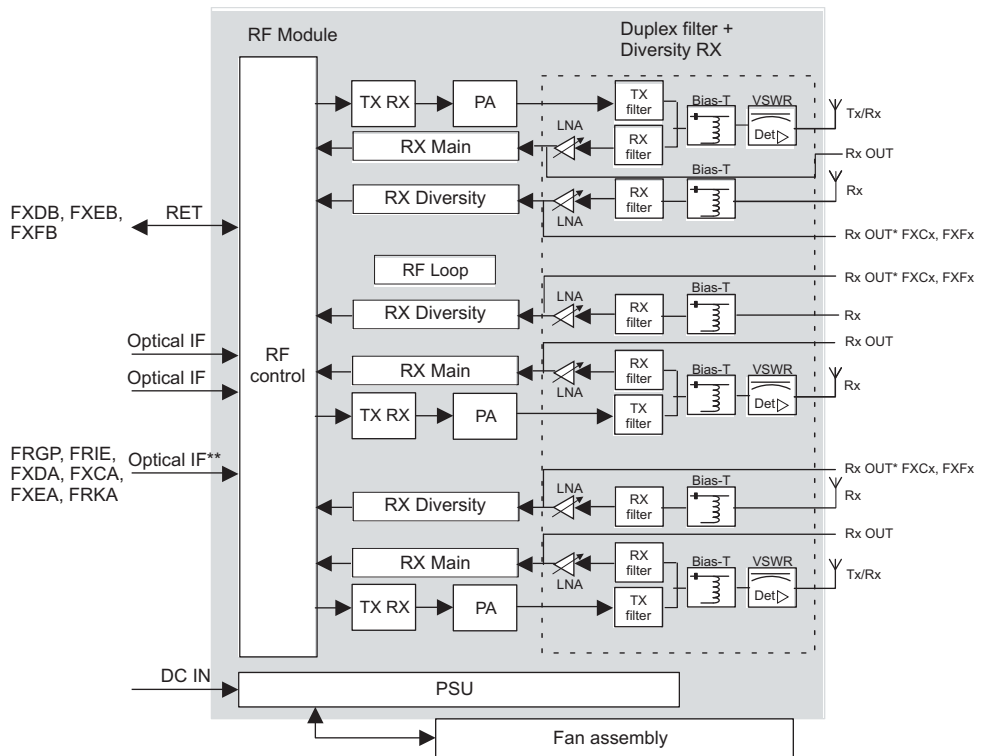 RF Module
Duplex filter +
Diversity RX
TX RX
PA
TX
filter
Bias-T
VSWR
Det
Tx/Rx
LNA
RX Main
RX
filter
Rx OUT
Bias-T
RX Diversity
LNA
RX
filter
Rx
FXDB, FXEB,
FXFB
RET
Rx OUT* FXCx, FXFx
RF Loop
Rx OUT* FXCx, FXFx
Bias-T
LNA
RX Diversity
RX
filter
Rx
Optical IF
Rx OUT
RF
control
RX Main
LNA
RX
filter
Bias-T
VSWR
Det
Rx
Optical IF
TX RX
PA
TX
filter
FRGP, FRIE,
FXDA, FXCA,
FXEA, FRKA
Optical IF**
Rx OUT* FXCx, FXFx
Bias-T
LNA
RX Diversity
RX
filter
Rx
Rx OUT
RX Main
LNA
RX
filter
Bias-T
VSWR
Det
Tx/Rx
TX RX
PA
TX
filter
DC IN
PSU
Fan assembly